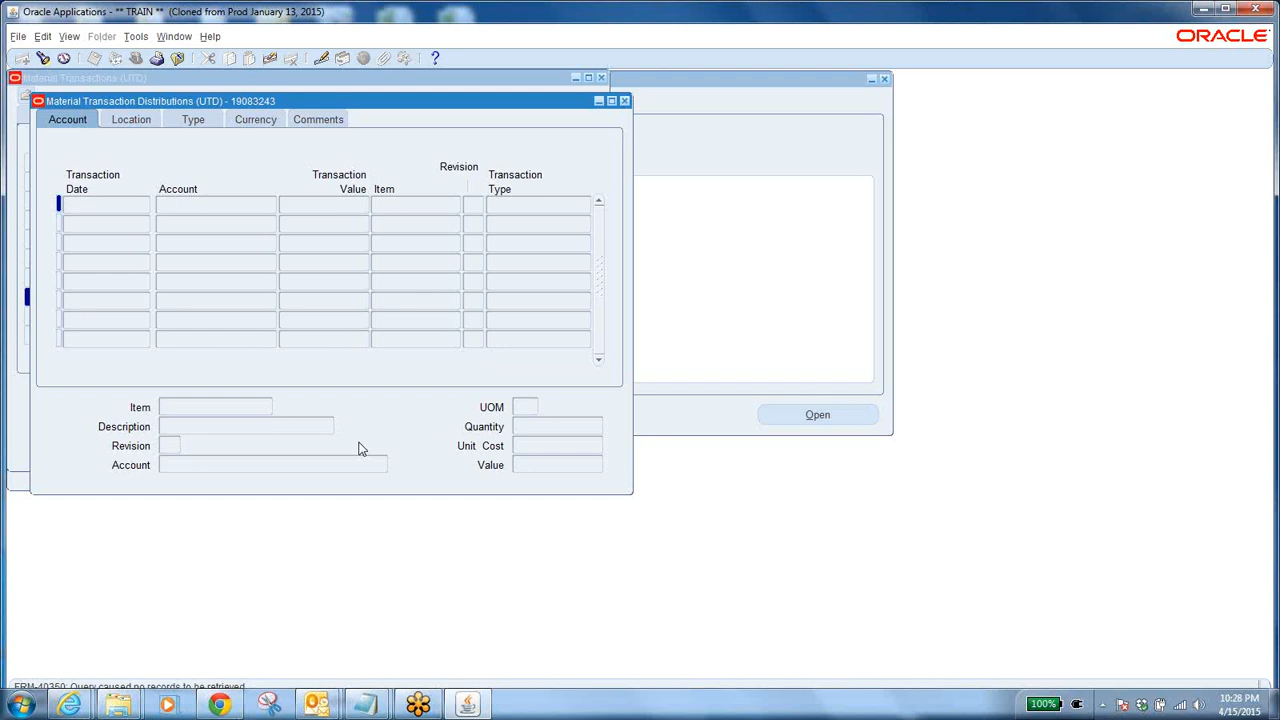 Oracle Applications - ** TRAIN ** (Cloned from Prod January 13, 2015)
File Edit View Folder Tools Window Help
ORACLE
Material Transactions (UTD)
Material Transaction Distributions (UTD) - 19083243
Account Location Type Currency Comments
Revision
Transaction Transaction Transaction
Date Account Value Item Type
Item UOM
Open
Description Quantity
Revision Unit Cost
Account Value
FRM-40350: Query caused no records to be retrieved.
100%
10:28 PM
4/15/2015